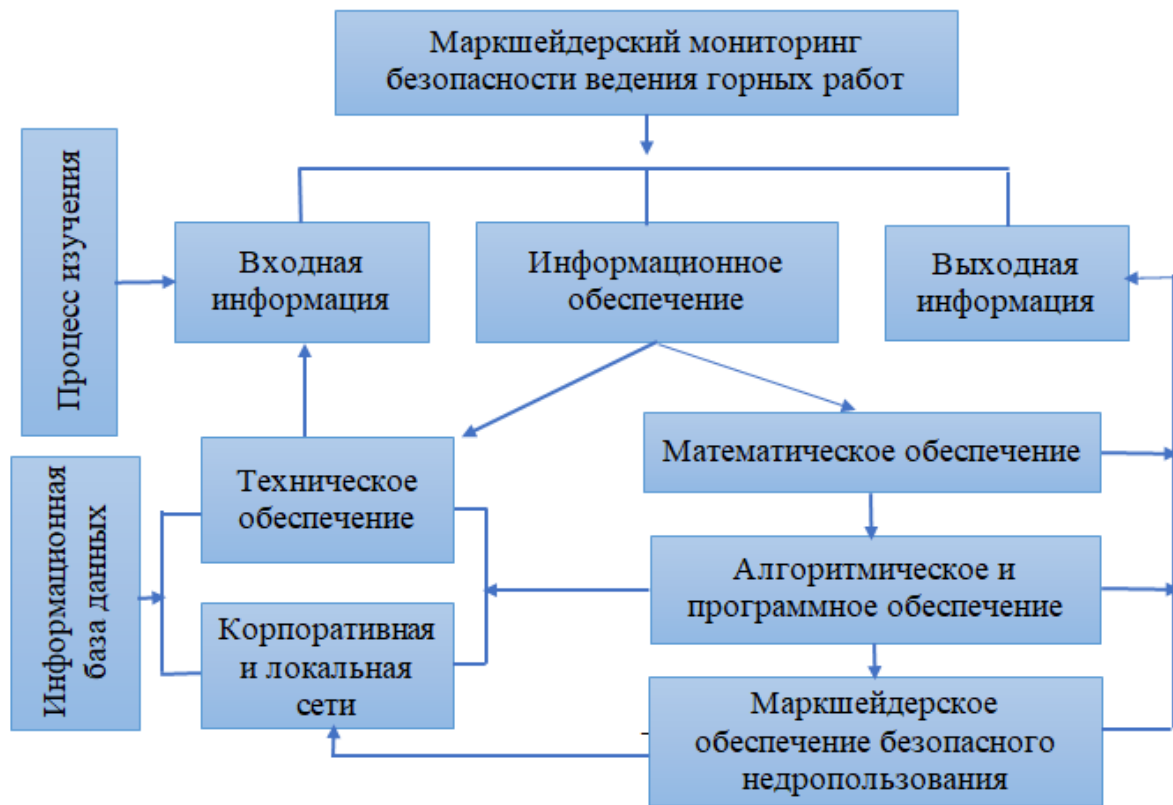 Маркшейдерский мониторинг
безопасности ведения горных работ
Процесс изучения
Входная
информация
Информационное
обеспечение
Выходная
информация
Техническое
обеспечение
Математическое обеспечение
Информационная
база данных
Алгоритмическое и
программное обеспечение
Корпоративная
и локальная
сети
Маркшейдерское
обеспечение безопасного
недропользования